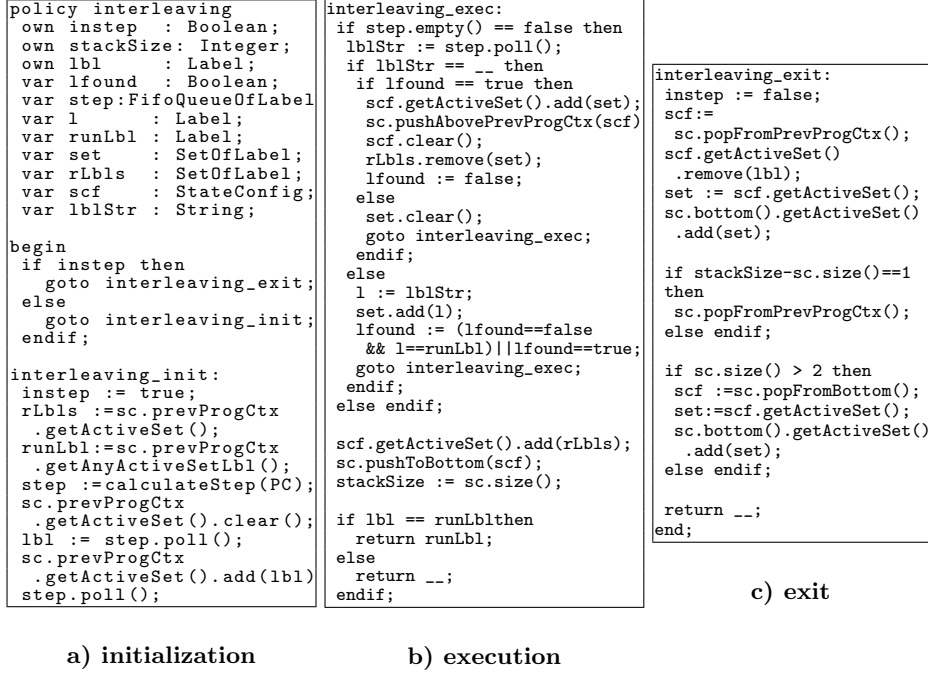 policy interleaving
own instep : Boolean;
own stackSize: Integer;
own lbl : Label;
var lfound : Boolean;
var step:FifoQueueOfLabel
var l : Label;
var runLbl : Label;
var set : SetOfLabel;
var rLbls : SetOfLabel;
var scf : StateConfig;
var lblStr : String;
begin
if instep then
goto interleaving_exit;
else
goto interleaving_init;
endif;
interleaving_init:
instep := true;
rLbls :=sc.prevProgCtx
.getActiveSet();
runLbl:=sc.prevProgCtx
.getAnyActiveSetLbl();
step :=calculateStep(PC);
sc.prevProgCtx
.getActiveSet().clear();
lbl := step.poll();
sc.prevProgCtx
.getActiveSet().add(lbl)
step.poll();
a) initialization
interleaving_exec:
if step.empty() == false then
lblStr := step.poll();
if lblStr == __ then
if lfound == true then
scf.getActiveSet().add(set);
sc.pushAbovePrevProgCtx(scf)
scf.clear();
rLbls.remove(set);
lfound := false;
else
set.clear();
goto interleaving_exec;
endif;
else
l := lblStr;
set.add(l);
lfound := (lfound==false
&& l==runLbl)||lfound==true;
goto interleaving_exec;
endif;
else endif;
scf.getActiveSet().add(rLbls);
sc.pushToBottom(scf);
stackSize := sc.size();
if lbl == runLblthen
return runLbl;
else
return __;
endif;
b) execution
interleaving_exit:
instep := false;
scf:=
sc.popFromPrevProgCtx();
scf.getActiveSet()
.remove(lbl);
set := scf.getActiveSet();
sc.bottom().getActiveSet()
.add(set);
if stackSize-sc.size()==1
then
sc.popFromPrevProgCtx();
else endif;
if sc.size() > 2 then
scf :=sc.popFromBottom();
set:=scf.getActiveSet();
sc.bottom().getActiveSet()
.add(set);
else endif;
return __;
end;
c) exit